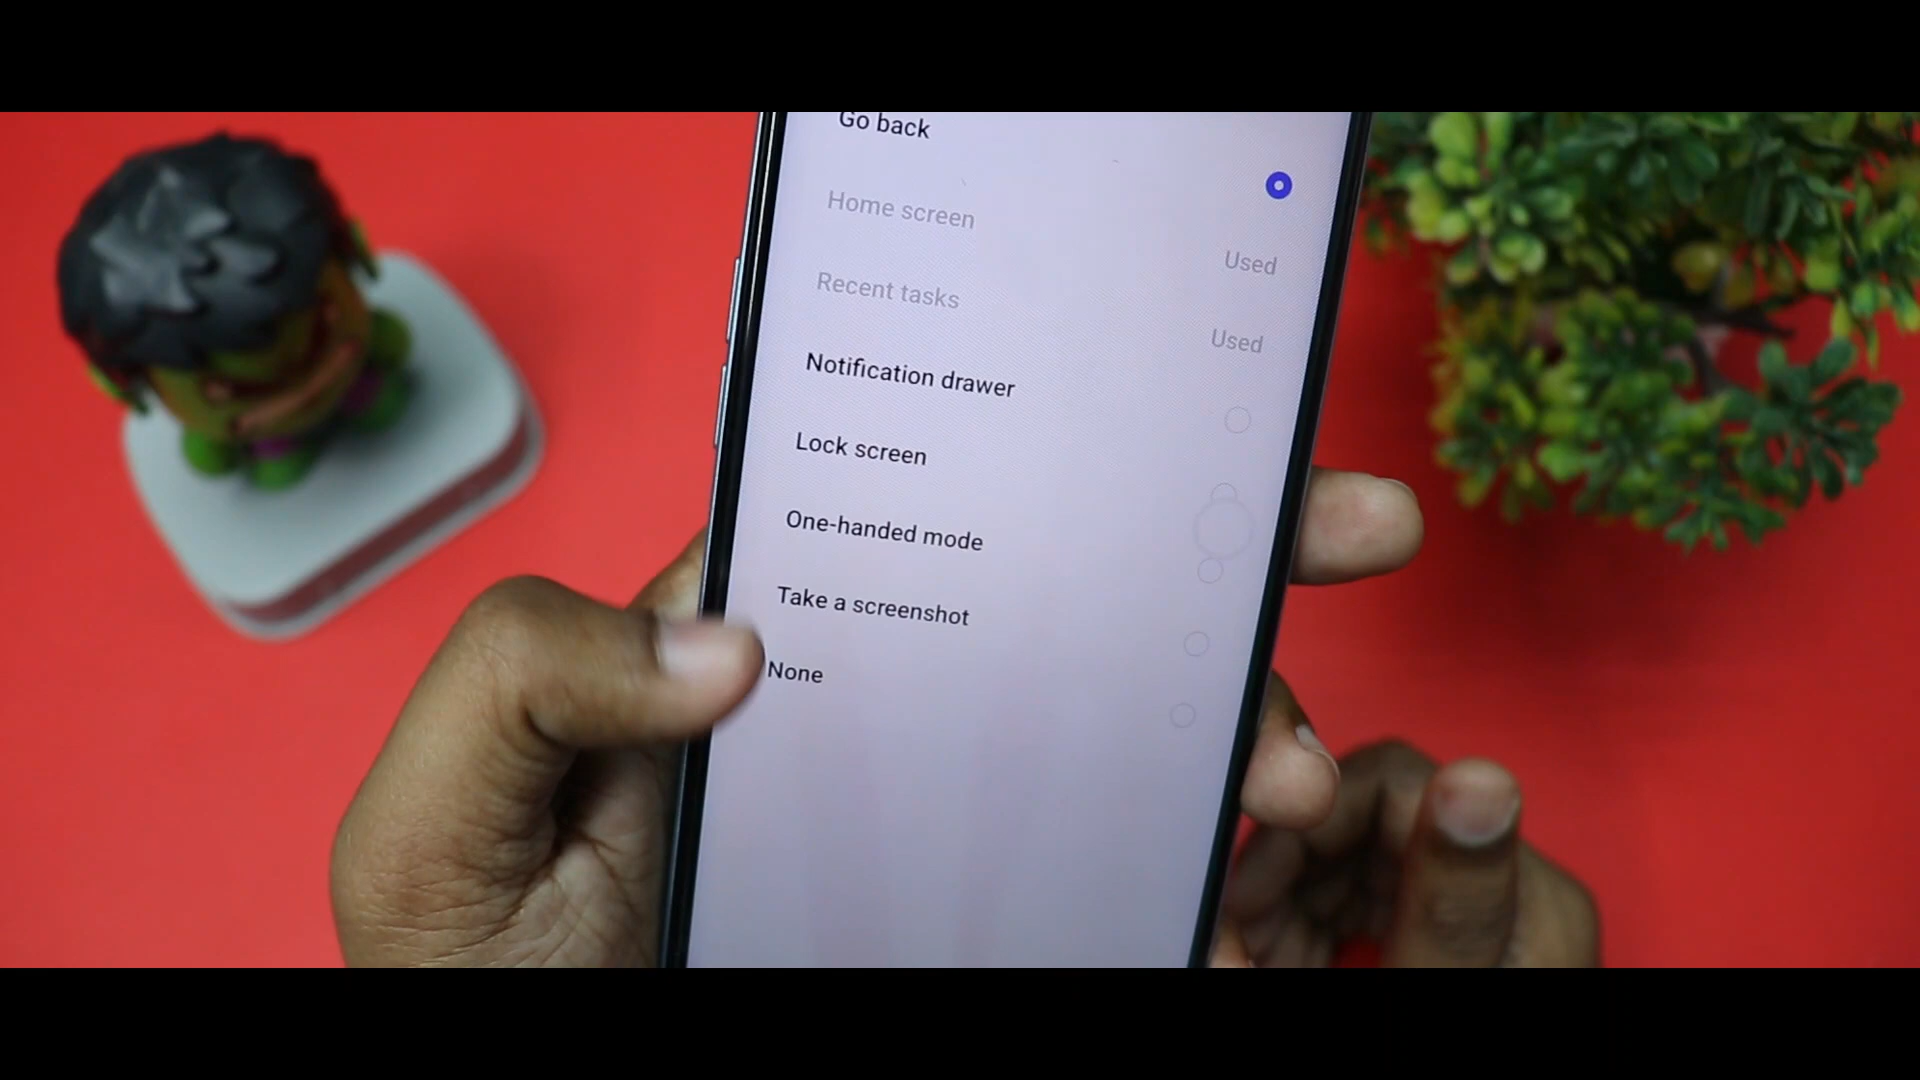 Go back
Home screen
Used
Recent tasks
Used
Notification drawer
Lock screen
One-handed mode
Take a screenshot
None